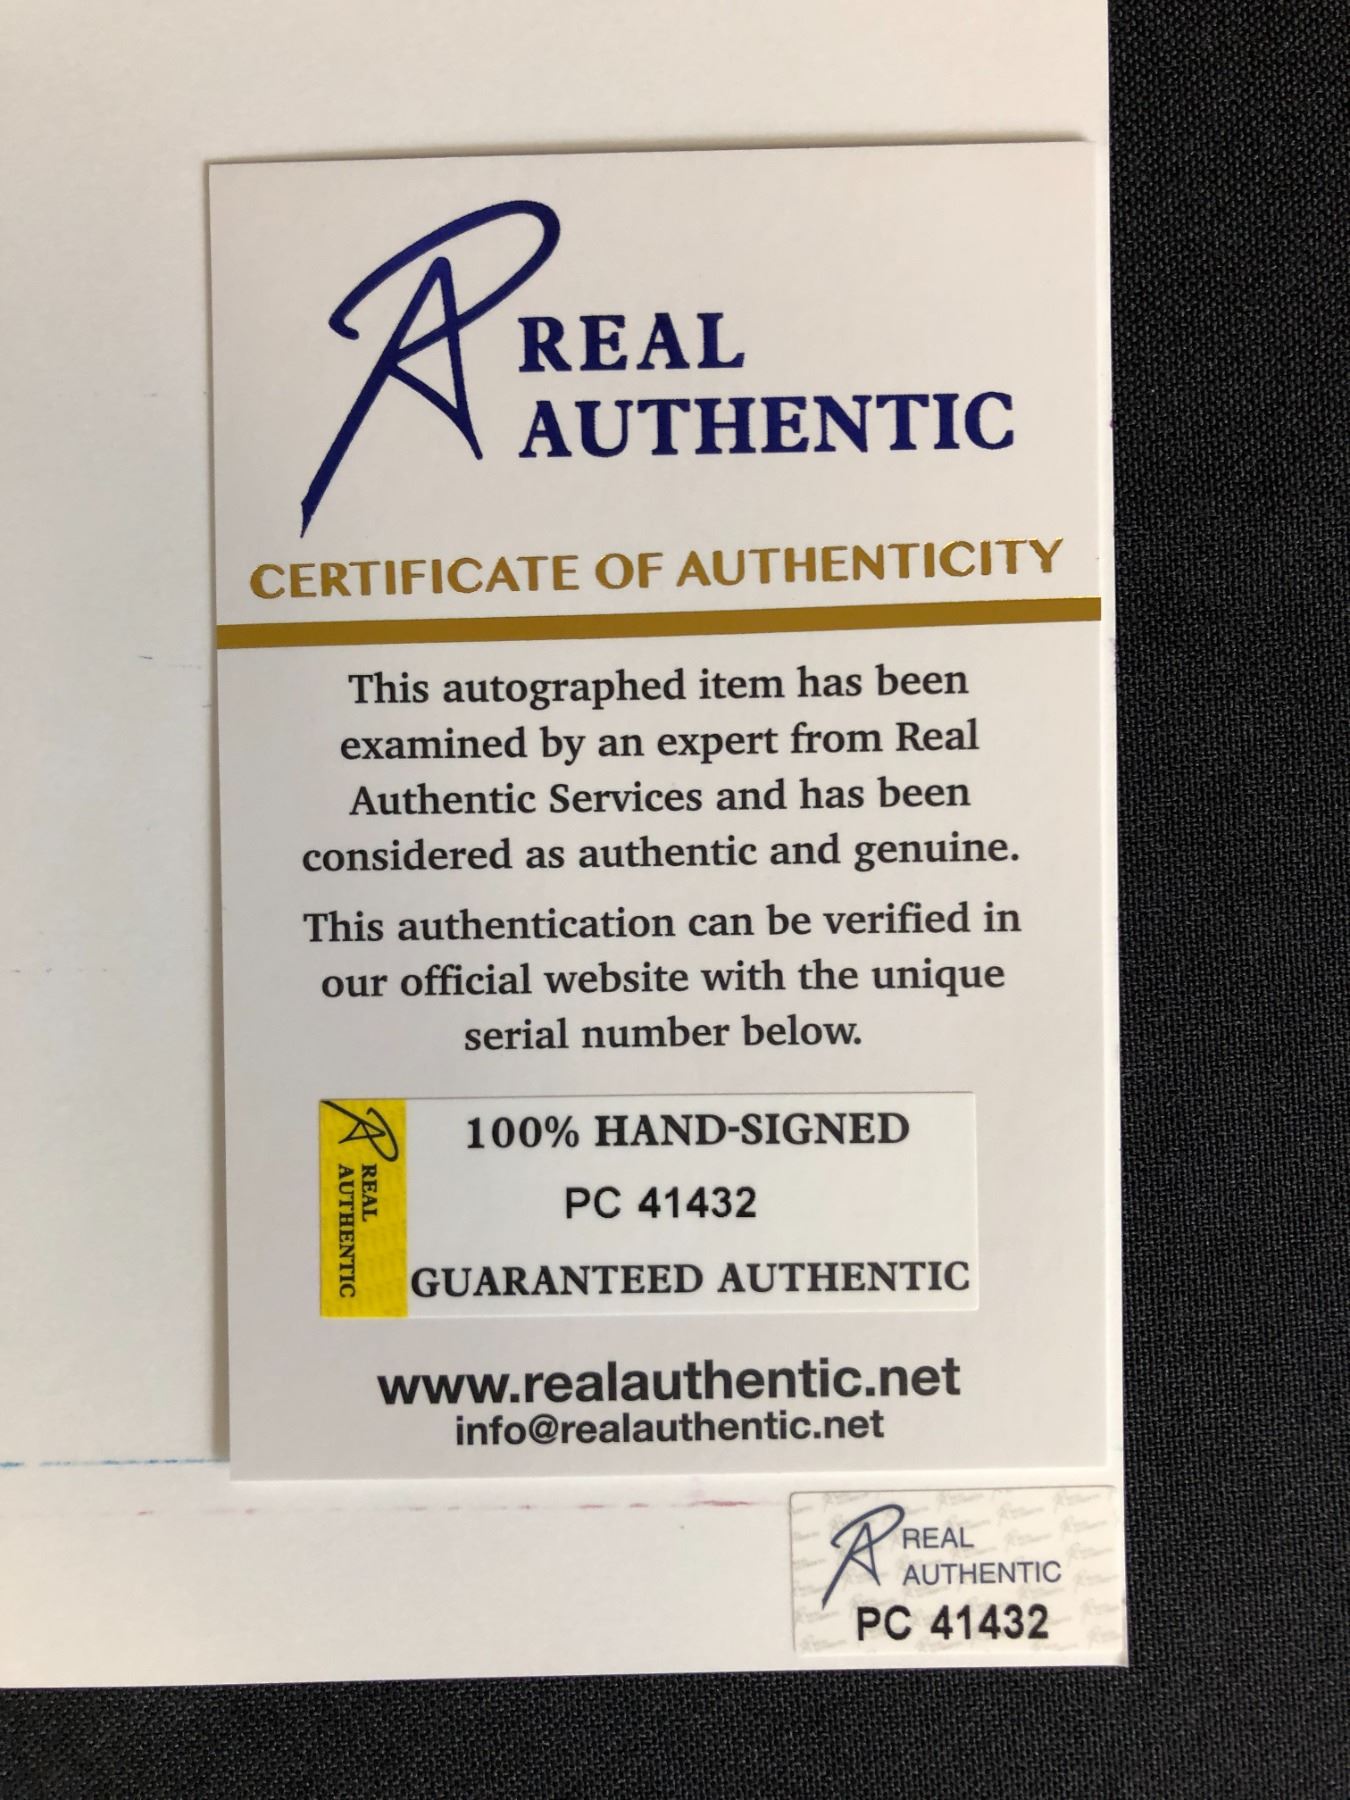 REAL
AUTHENTIC
CERTIFICATE OF AUTHENTICITY
This autographed item has been
examined by an expert from Real
Authentic Services and has been
considered as authentic and genuine.
This authentication can be verified in
our official website with the unique
serial number below.
REAL
AUTHENTIC
100% HAND-SIGNED
PC 41432
GUARANTEED AUTHENTIC
www.realauthentic.net
info@realauthentic.net
REAL
AUTHENTIC
PC 41432